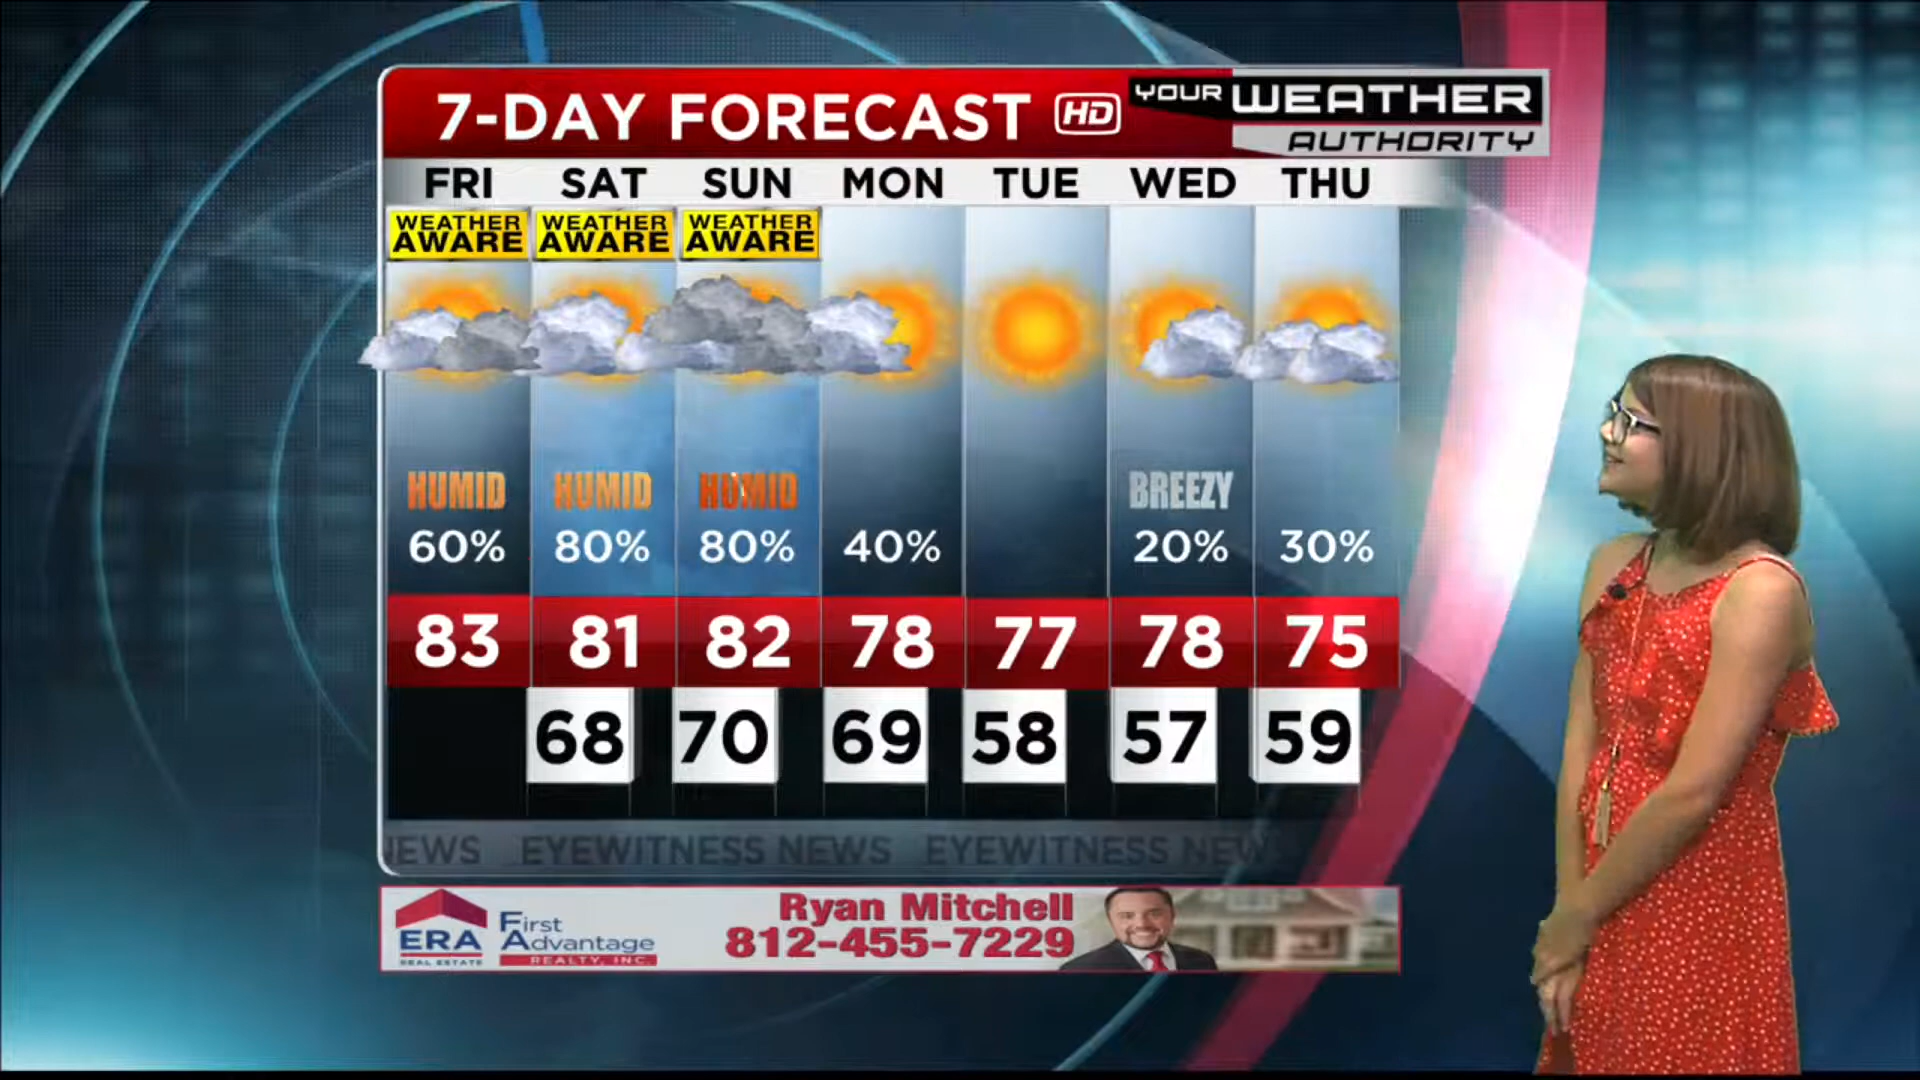 7-DAY FORECAST HD
YOUR WEATHER
AUTHORITY
FRI SAT SUN MON TUE WED THU
WEATHER AWARE WEATHER AWARE WEATHER AWARE
HUMID HUMID HUMID BREEZY
60% 80% 80% 40% 20% 30%
83 81 82 78 77 78 75
68 70 69 58 57 59
NEWS EYEWITNESS NEWS EYEWITNESS NEW
ERA
REAL ESTATE
First
Advantage
REALTY, INC.
Ryan Mitchell
812-455-7229